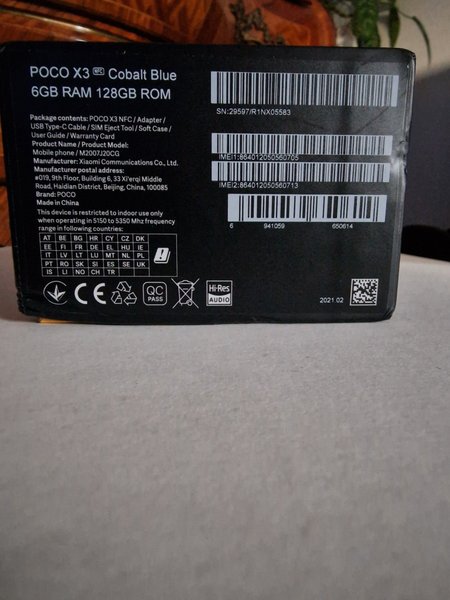 POCO X3 NFC Cobalt Blue
6GB RAM 128GB ROM
Package contents: POCO X3 NFC / Adapter /
USB Type-C Cable / SIM Eject Tool / Soft Case /
User Guide / Warranty Card
Product Name / Product Model:
Mobile phone / M2007J20CG
Manufacturer: Xiaomi Communications Co., Ltd.
Manufacturer postal address:
#019, 9th Floor, Building 6, 33 Xi'erqi Middle
Road, Haidian District, Beijing, China, 100085
Brand: POCO
Made in China
This device is restricted to indoor use only
when operating in 5150 to 5350 Mhz frequency
range in following countries:
AT BE BG HR CY CZ DK
EE FI FR DE EL HU IE
IT LV LT LU MT NL PL
PT RO SK SI ES SE UK
IS LI NO CH TR
SN:29597/R1NX05583
IMEI1:864012050560705
IMEI2:864012050560713
6 941059 650614
CE
QC
PASS
Hi-Res
AUDIO
2021.02